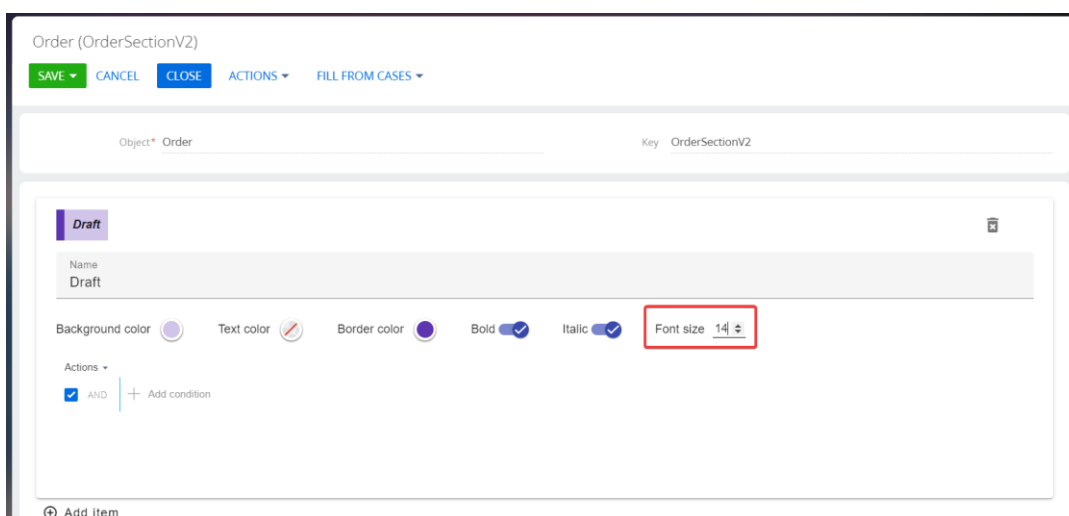 Order (OrderSectionV2)
SAVE CANCEL CLOSE ACTIONS FILL FROM CASES
Object* Order Key OrderSectionV2
Draft
Name
Draft
Background color Text color Border color Bold Italic Font size 14
Actions
AND Add condition
Add item